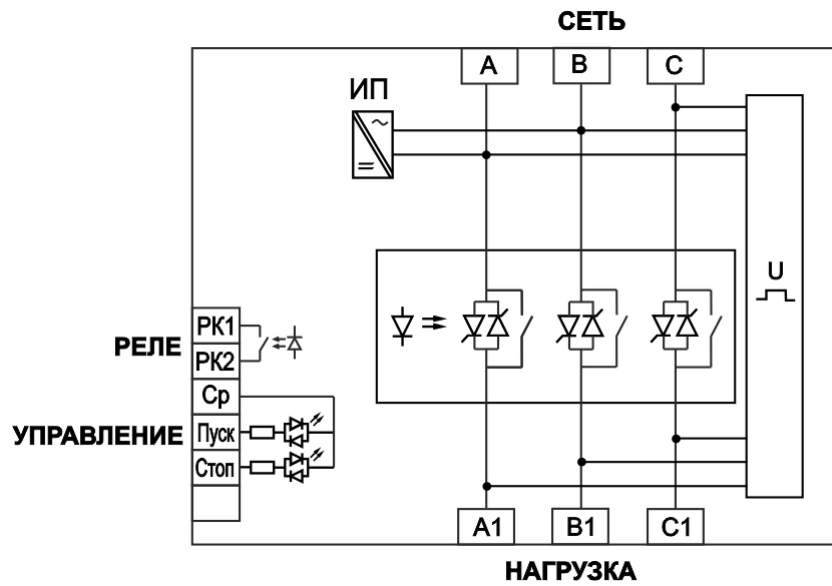 СЕТЬ
A B C
ИП
U
РЕЛЕ
РК1
РК2
Ср
УПРАВЛЕНИЕ
Пуск
Стоп
A1 B1 C1
НАГРУЗКА